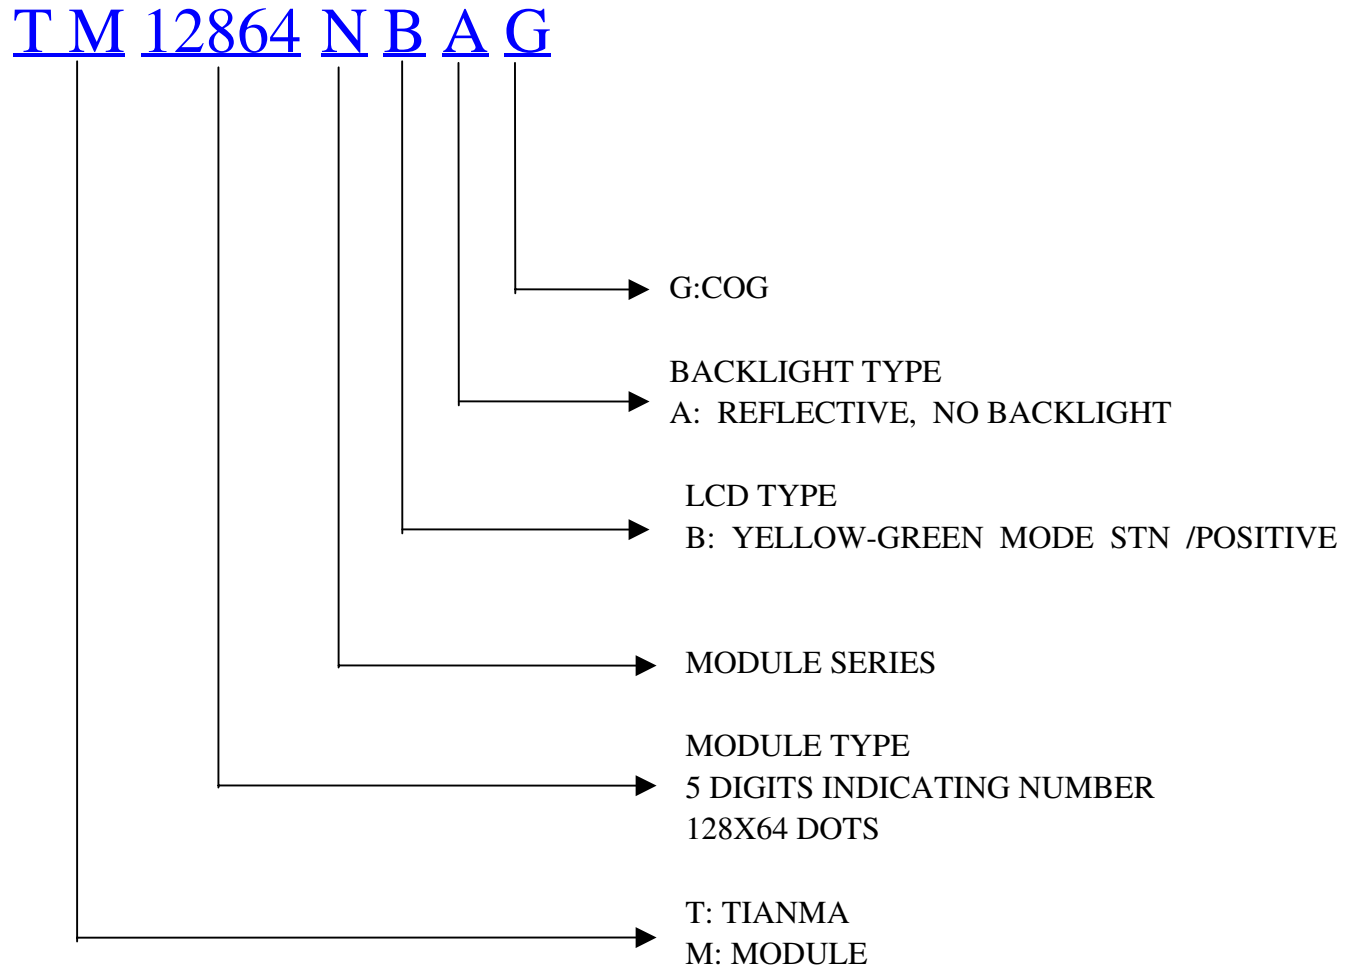 T M 12864 N B A G
G:COG
BACKLIGHT TYPE
A: REFLECTIVE, NO BACKLIGHT
LCD TYPE
B: YELLOW-GREEN MODE STN /POSITIVE
MODULE SERIES
MODULE TYPE
5 DIGITS INDICATING NUMBER
128X64 DOTS
T: TIANMA
M: MODULE